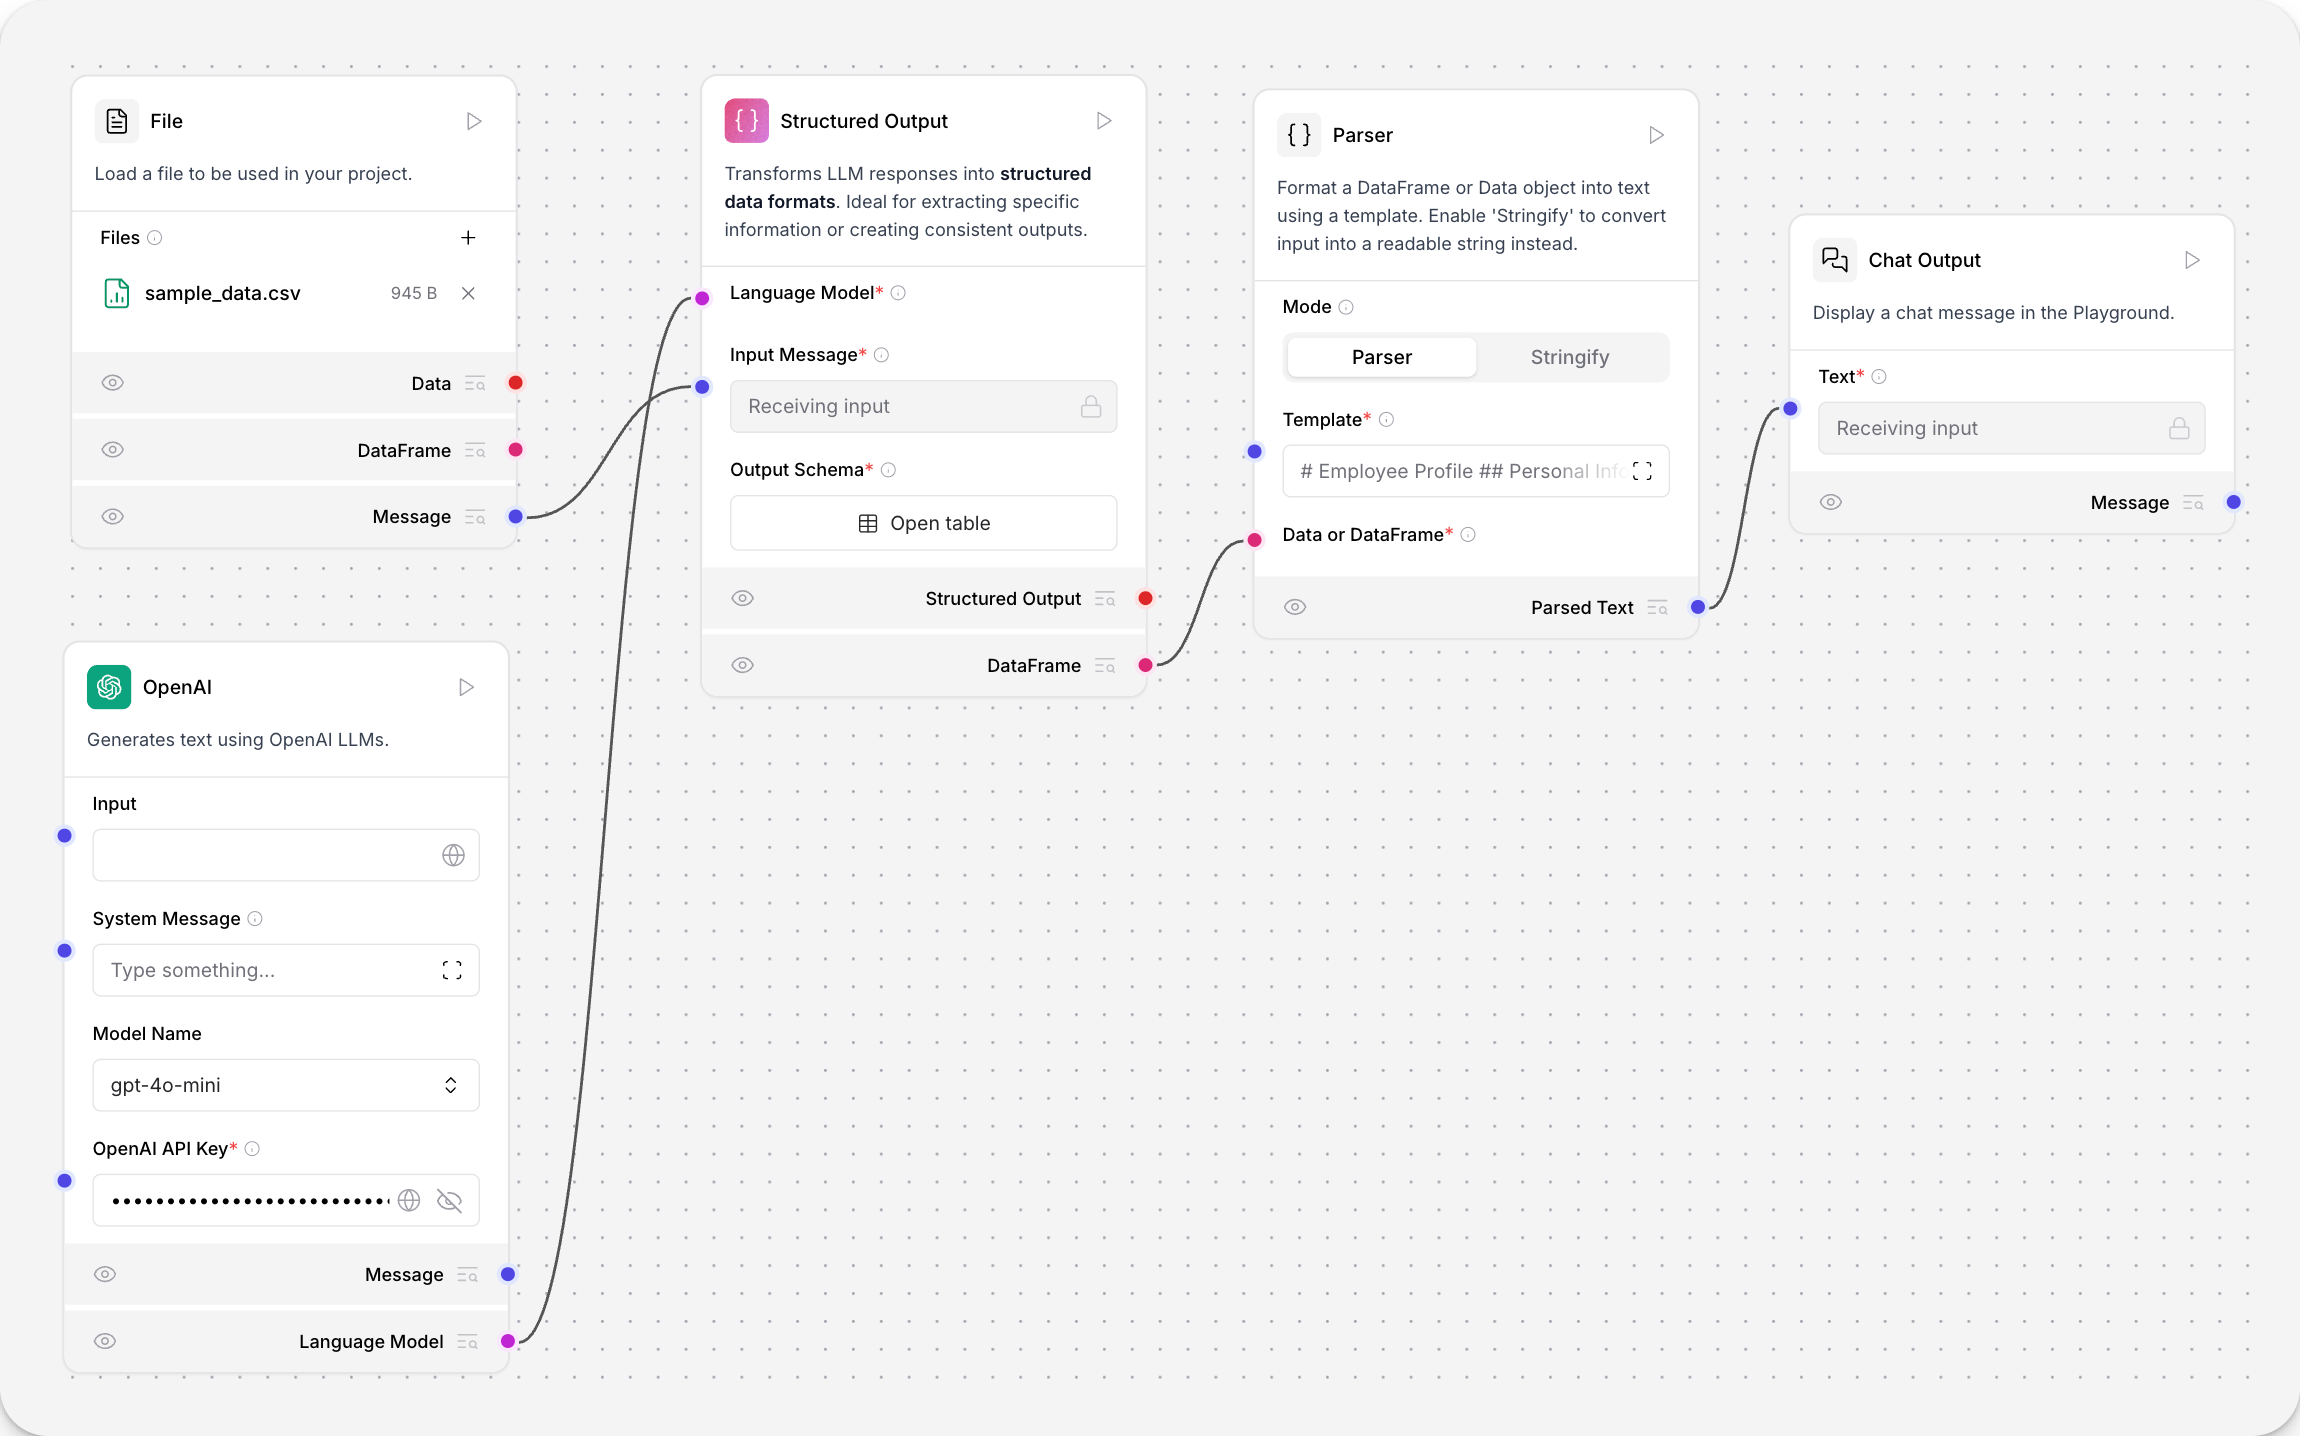 File
Load a file to be used in your project.
Files
sample_data.csv 945 B
Data
DataFrame
Message
OpenAI
Generates text using OpenAI LLMs.
Input
System Message
Type something...
Model Name
gpt-4o-mini
OpenAI API Key*
••••••••••••••••••••••••••
Message
Language Model
Structured Output
Transforms LLM responses into structured
data formats. Ideal for extracting specific
information or creating consistent outputs.
Language Model*
Input Message*
Receiving input
Output Schema*
Open table
Structured Output
DataFrame
Parser
Format a DataFrame or Data object into text
using a template. Enable 'Stringify' to convert
input into a readable string instead.
Mode
Parser Stringify
Template*
# Employee Profile ## Personal Info
Data or DataFrame*
Parsed Text
Chat Output
Display a chat message in the Playground.
Text*
Receiving input
Message